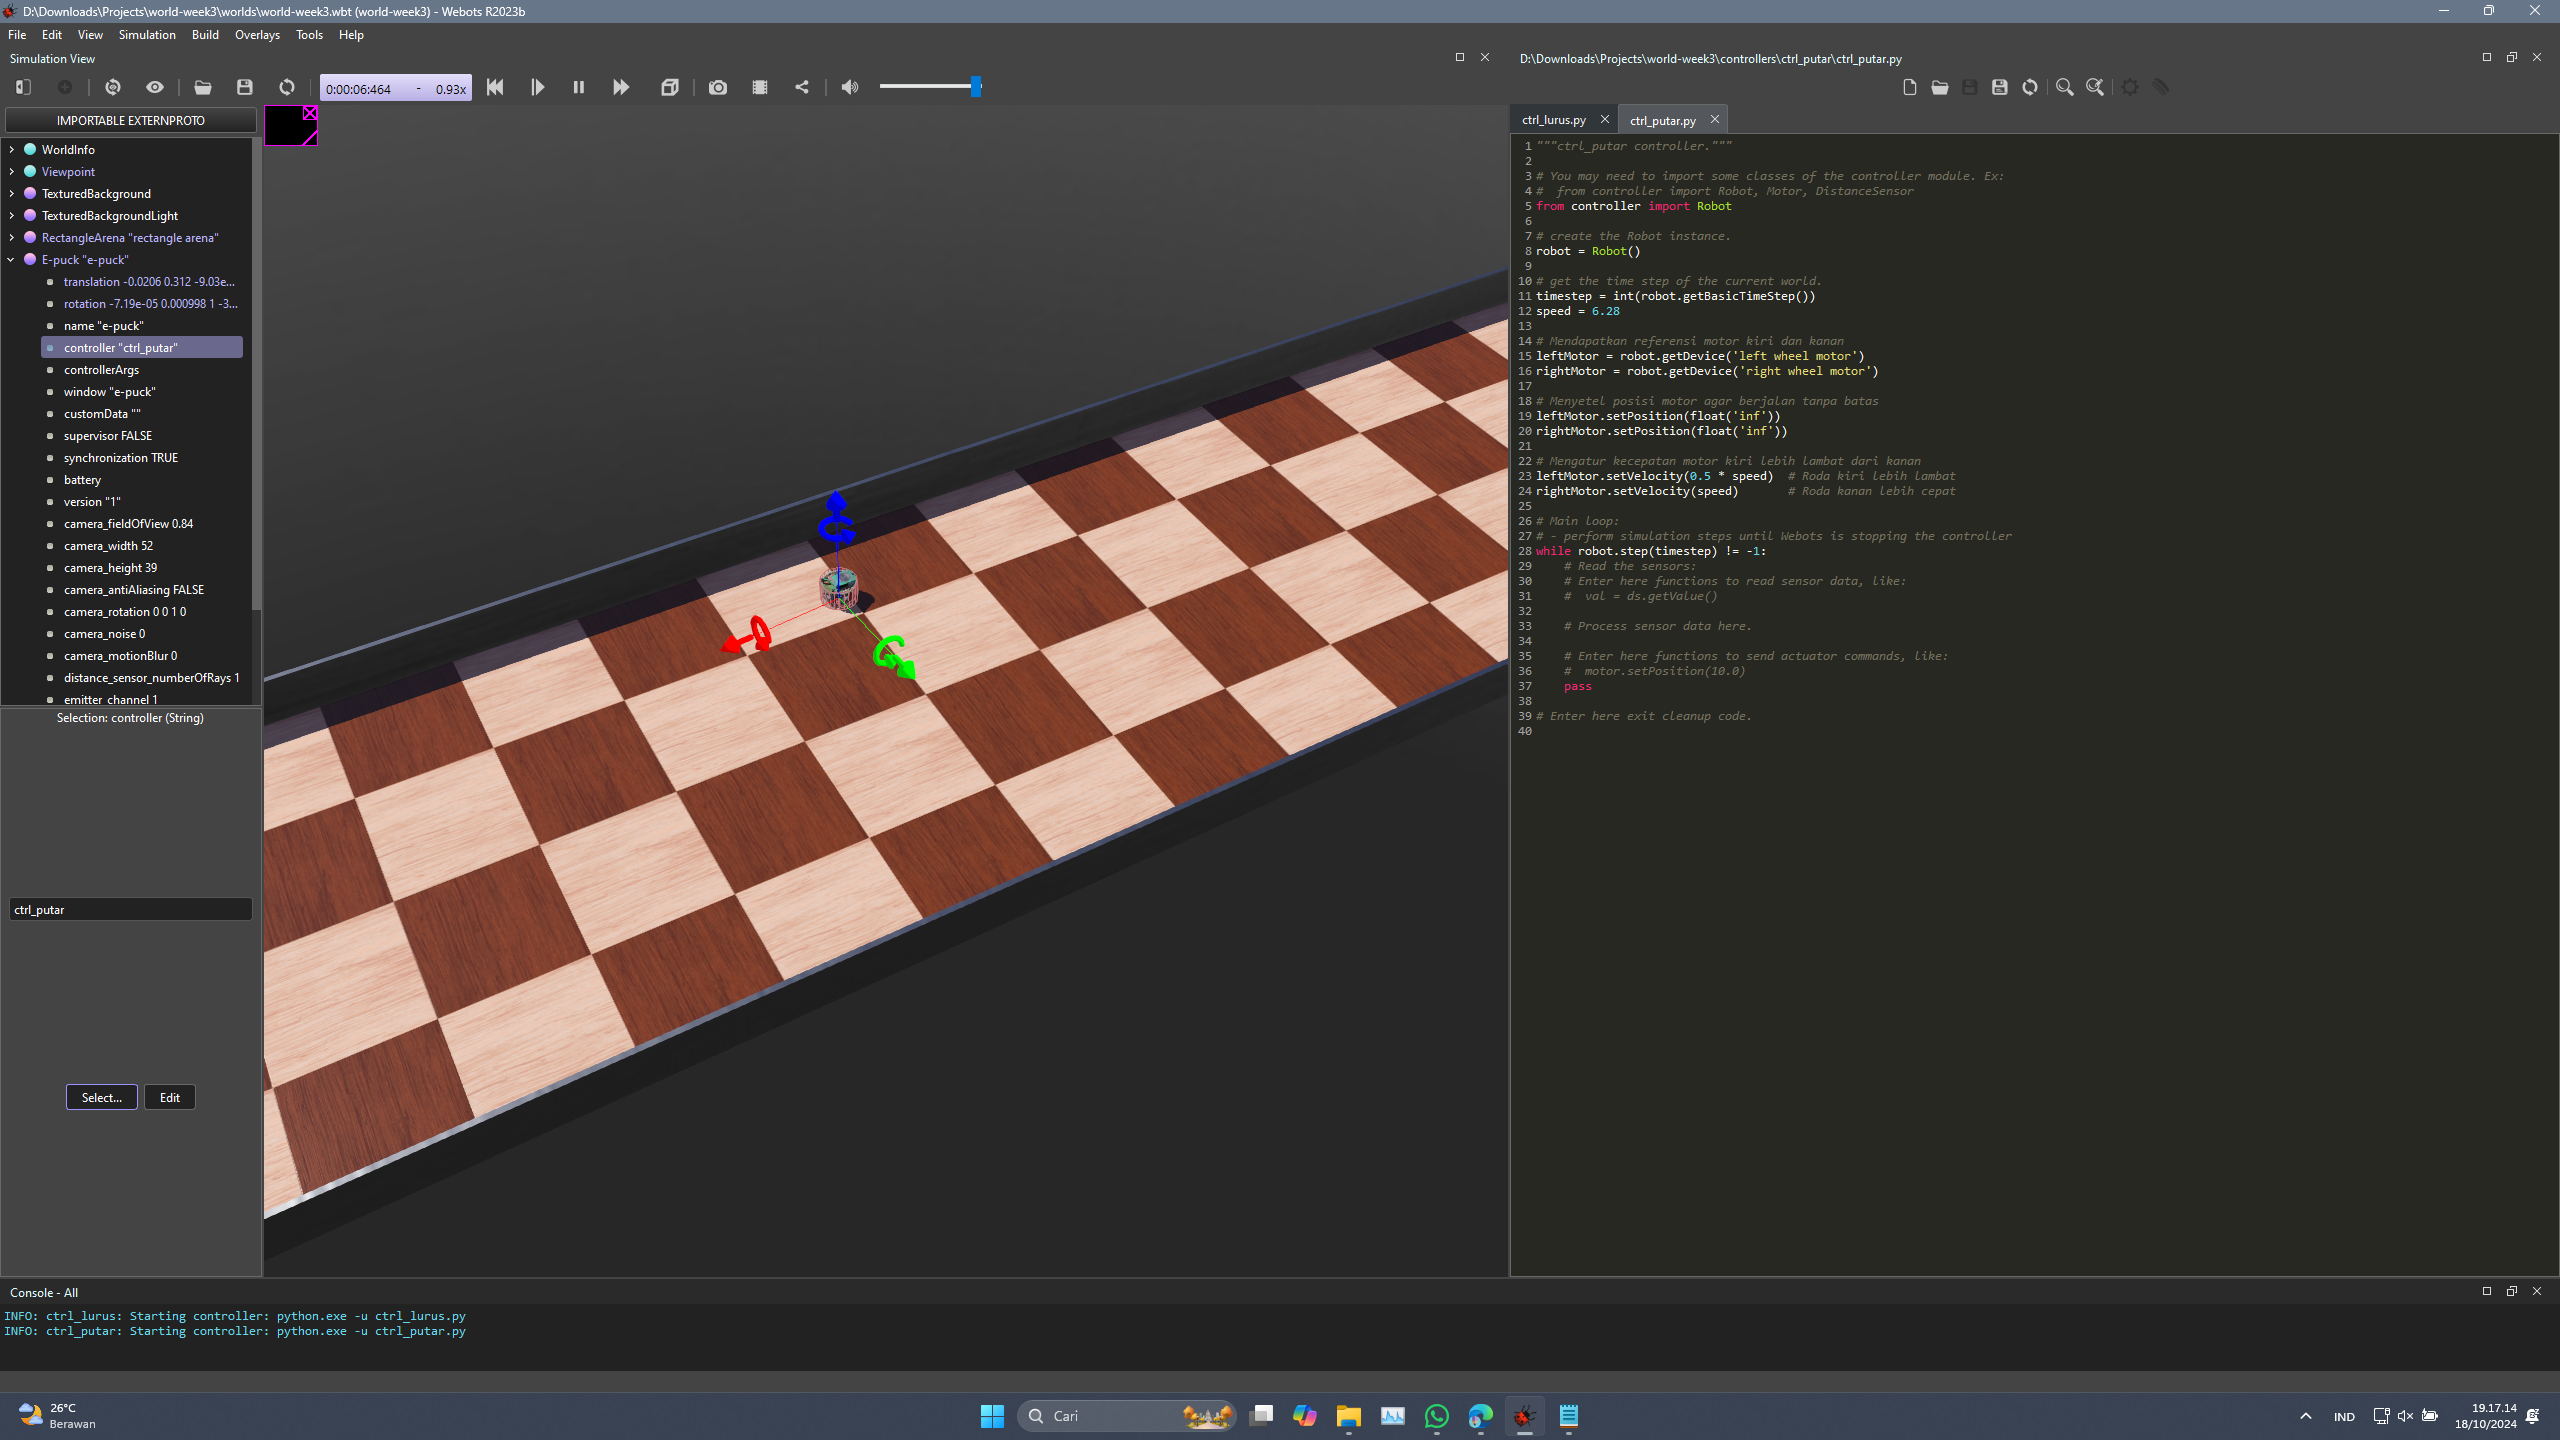 D:\Downloads\Projects\world-week3\worlds\world-week3.wbt (world-week3) - Webots R2023b
File Edit View Simulation Build Overlays Tools Help
Simulation View
0:00:06:464 - 0.93x
IMPORTABLE EXTERNPROTO
WorldInfo
Viewpoint
TexturedBackground
TexturedBackgroundLight
RectangleArena "rectangle arena"
E-puck "e-puck"
translation -0.0206 0.312 -9.03e...
rotation -7.19e-05 0.000998 1 -3...
name "e-puck"
controller "ctrl_putar"
controllerArgs
window "e-puck"
customData ""
supervisor FALSE
synchronization TRUE
battery
version "1"
camera_fieldOfView 0.84
camera_width 52
camera_height 39
camera_antiAliasing FALSE
camera_rotation 0 0 1 0
camera_noise 0
camera_motionBlur 0
distance_sensor_numberOfRays 1
emitter_channel 1
Selection: controller (String)
ctrl_putar
Select... Edit
D:\Downloads\Projects\world-week3\controllers\ctrl_putar\ctrl_putar.py
ctrl_lurus.py ctrl_putar.py
1 """ctrl_putar controller."""
2
3 # You may need to import some classes of the controller module. Ex:
4 #  from controller import Robot, Motor, DistanceSensor
5 from controller import Robot
6
7 # create the Robot instance.
8 robot = Robot()
9
10 # get the time step of the current world.
11 timestep = int(robot.getBasicTimeStep())
12 speed = 6.28
13
14 # Mendapatkan referensi motor kiri dan kanan
15 leftMotor = robot.getDevice('left wheel motor')
16 rightMotor = robot.getDevice('right wheel motor')
17
18 # Menyetel posisi motor agar berjalan tanpa batas
19 leftMotor.setPosition(float('inf'))
20 rightMotor.setPosition(float('inf'))
21
22 # Mengatur kecepatan motor kiri lebih lambat dari kanan
23 leftMotor.setVelocity(0.5 * speed)  # Roda kiri lebih lambat
24 rightMotor.setVelocity(speed)       # Roda kanan lebih cepat
25
26 # Main loop:
27 # - perform simulation steps until Webots is stopping the controller
28 while robot.step(timestep) != -1:
29     # Read the sensors:
30     # Enter here functions to read sensor data, like:
31     #  val = ds.getValue()
32
33     # Process sensor data here.
34
35     # Enter here functions to send actuator commands, like:
36     #  motor.setPosition(10.0)
37     pass
38
39 # Enter here exit cleanup code.
40
Console - All
INFO: ctrl_lurus: Starting controller: python.exe -u ctrl_lurus.py
INFO: ctrl_putar: Starting controller: python.exe -u ctrl_putar.py
26°C
Berawan
Cari
IND
19.17.14
18/10/2024